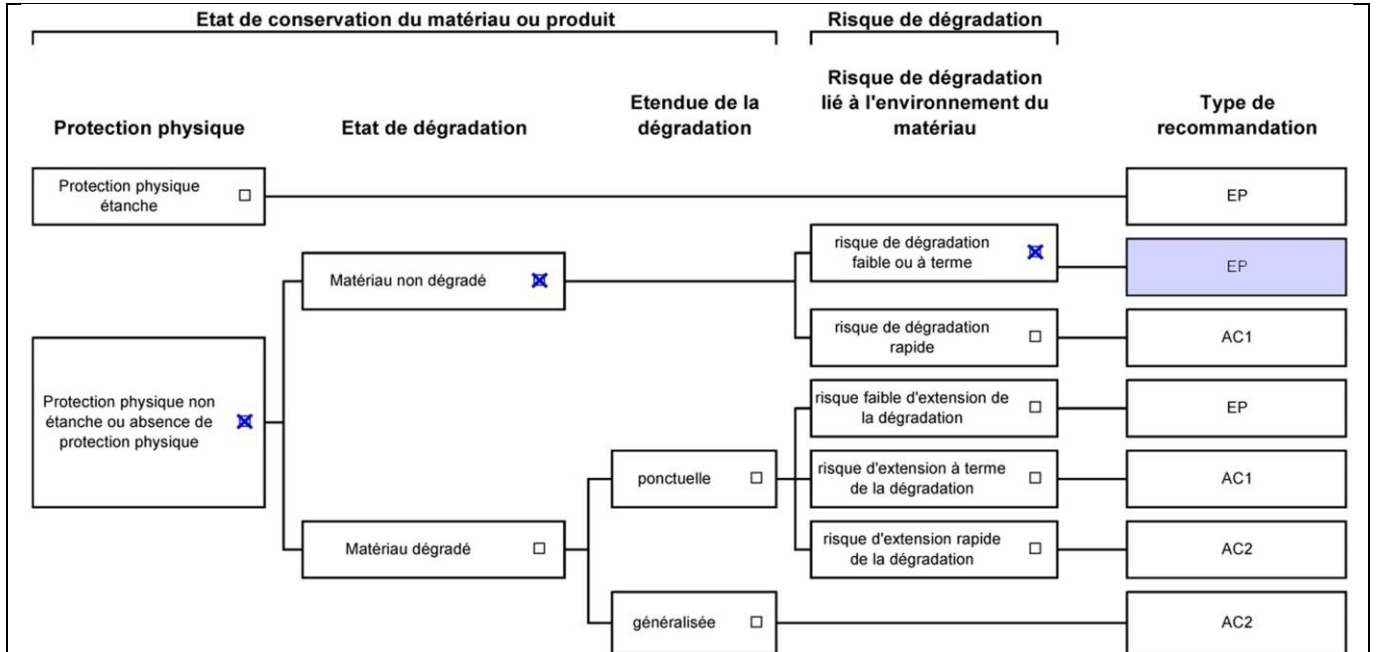 Etat de conservation du matériau ou produit
Risque de dégradation
Protection physique
Etat de dégradation
Etendue de la
dégradation
Risque de dégradation
lié à l'environnement du
matériau
Type de
recommandation
Protection physique
étanche
EP
risque de dégradation
faible ou à terme
EP
Matériau non dégradé
risque de dégradation
rapide
AC1
Protection physique non
étanche ou absence de
protection physique
risque faible d'extension de
la dégradation
EP
ponctuelle
risque d'extension à terme
de la dégradation
AC1
Matériau dégradé
risque d'extension rapide
de la dégradation
AC2
généralisée
AC2